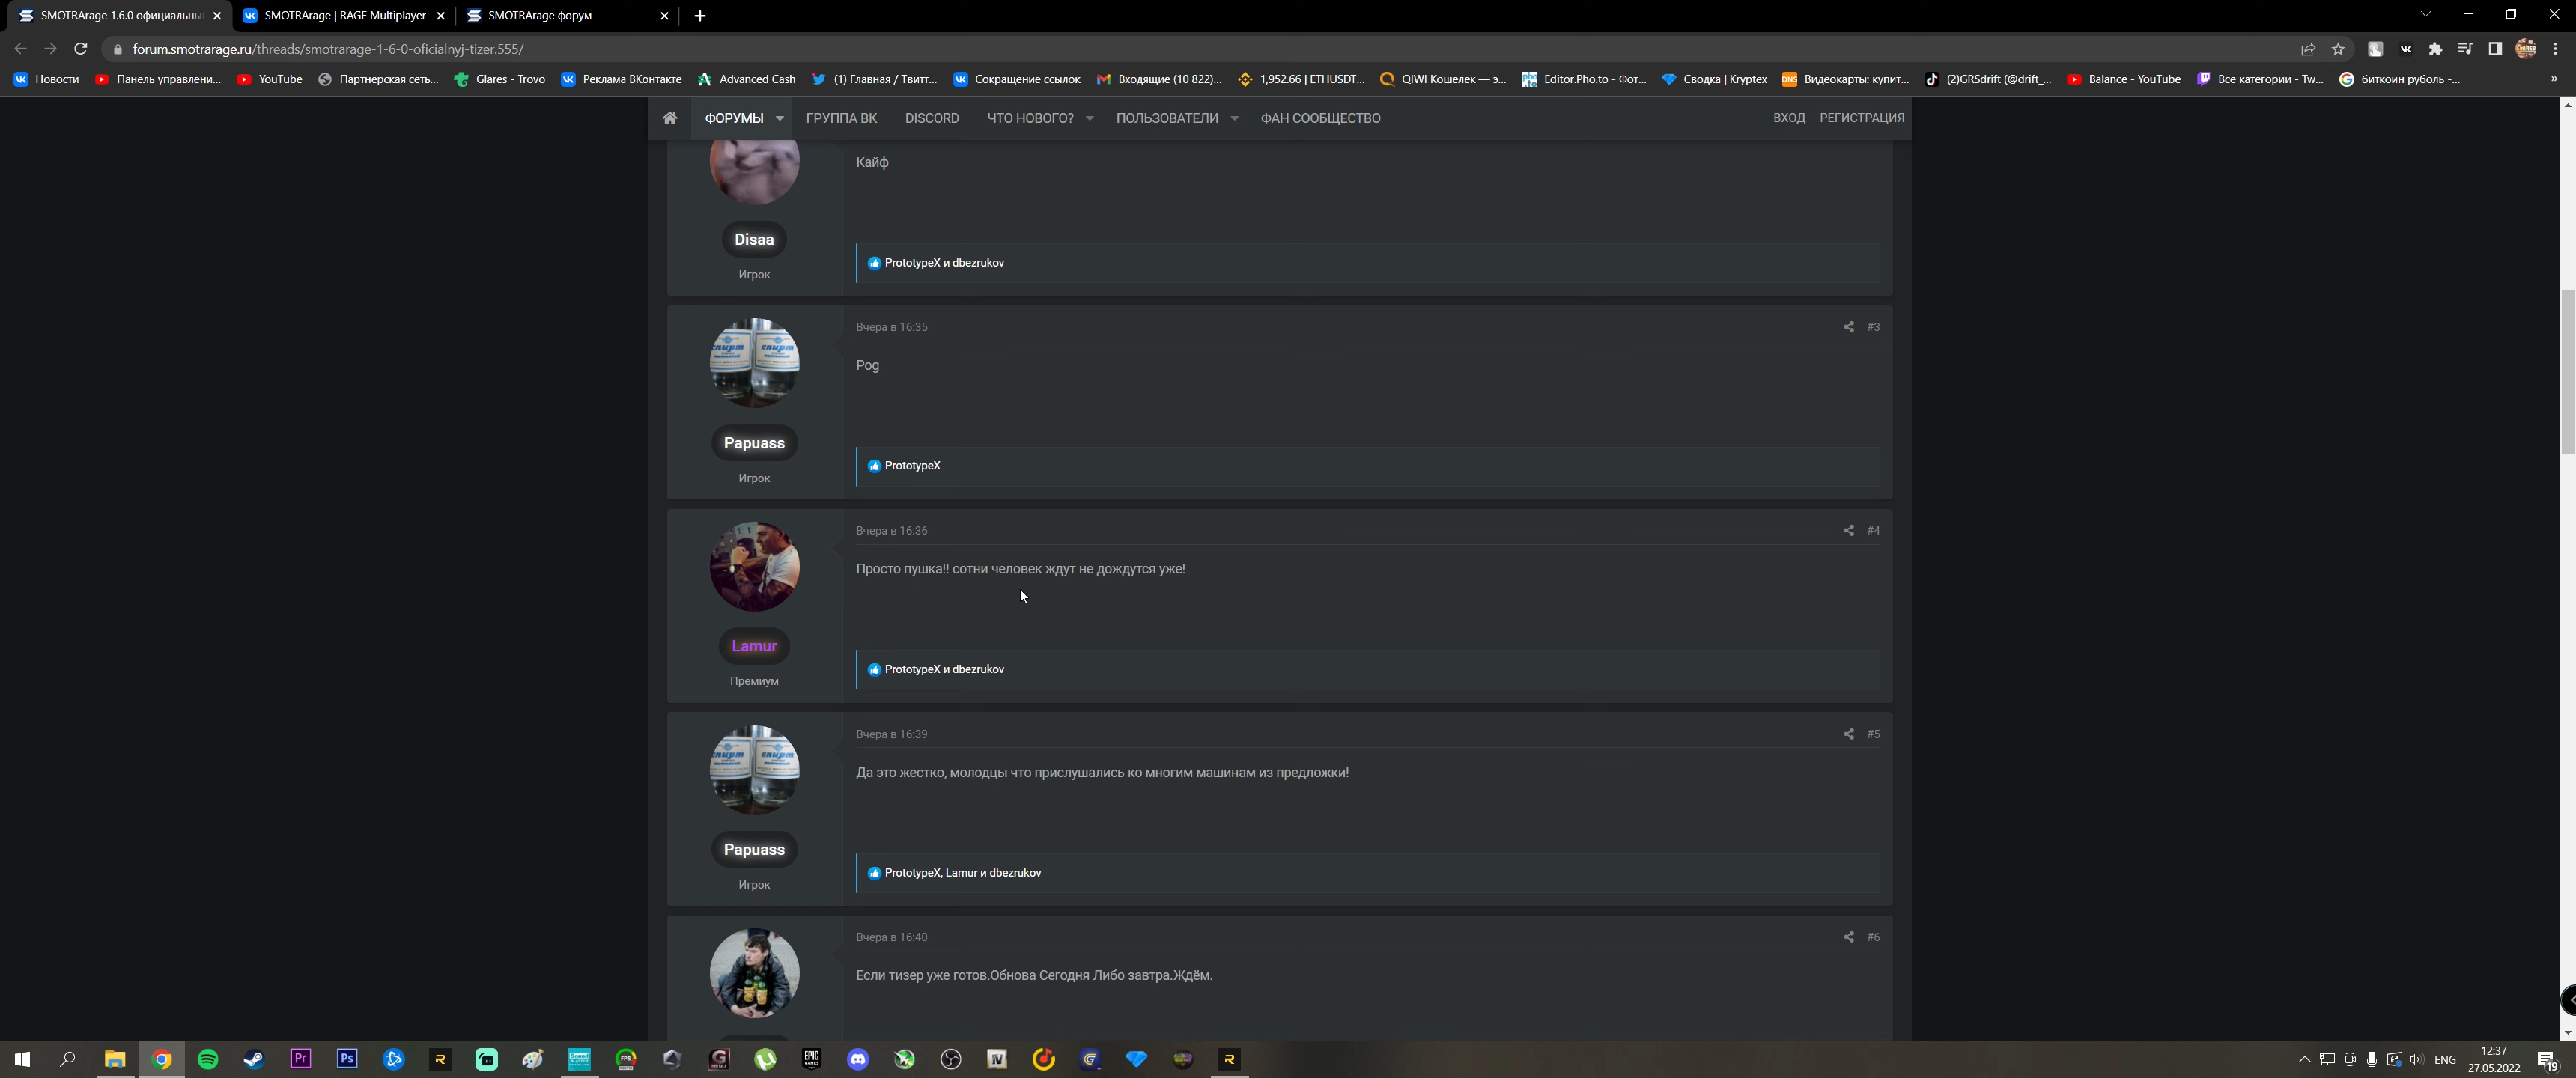 SMOTRArage 1.6.0 официальны
SMOTRArage | RAGE Multiplayer
SMOTRArage форум
forum.smotrarage.ru/threads/smotrarage-1-6-0-oficialnyj-tizer.555/
Новости
Панель управлени...
YouTube
Партнёрская сеть...
Glares - Trovo
Реклама ВКонтакте
Advanced Cash
(1) Главная / Твитт...
Сокращение ссылок
Входящие (10 822)...
1,952.66 | ETHUSDT...
QIWI Кошелек — э...
Editor.Pho.to - Фот...
Сводка | Kryptex
Видеокарты: купит...
(2)GRSdrift (@drift_...
Balance - YouTube
Все категории - Tw...
биткоин рубль -...
ФОРУМЫ
ГРУППА ВК
DISCORD
ЧТО НОВОГО?
ПОЛЬЗОВАТЕЛИ
ФАН СООБЩЕСТВО
ВХОД
РЕГИСТРАЦИЯ
Кайф
Disaa
Игрок
PrototypeX и dbezrukov
Вчера в 16:35
#3
Pog
Papuass
Игрок
PrototypeX
Вчера в 16:36
#4
Просто пушка!! сотни человек ждут не дождутся уже!
Lamur
Премиум
PrototypeX и dbezrukov
Вчера в 16:39
#5
Да это жестко, молодцы что прислушались ко многим машинам из предложки!
Papuass
Игрок
PrototypeX, Lamur и dbezrukov
Вчера в 16:40
#6
Если тизер уже готов.Обнова Сегодня Либо завтра.Ждём.
ENG
12:37
27.05.2022
19